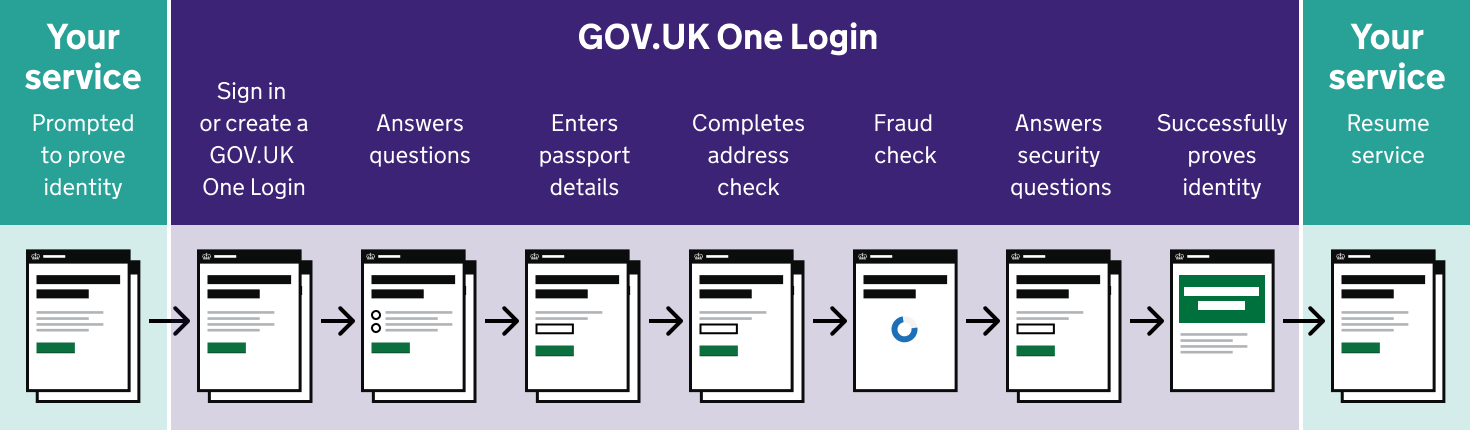 Your
service
Prompted
to prove
identity
GOV.UK One Login
Sign in
or create a
GOV.UK
One Login
Answers
questions
Enters
passport
details
Completes
address
check
Fraud
check
Answers
security
questions
Successfully
proves
identity
Your
service
Resume
service